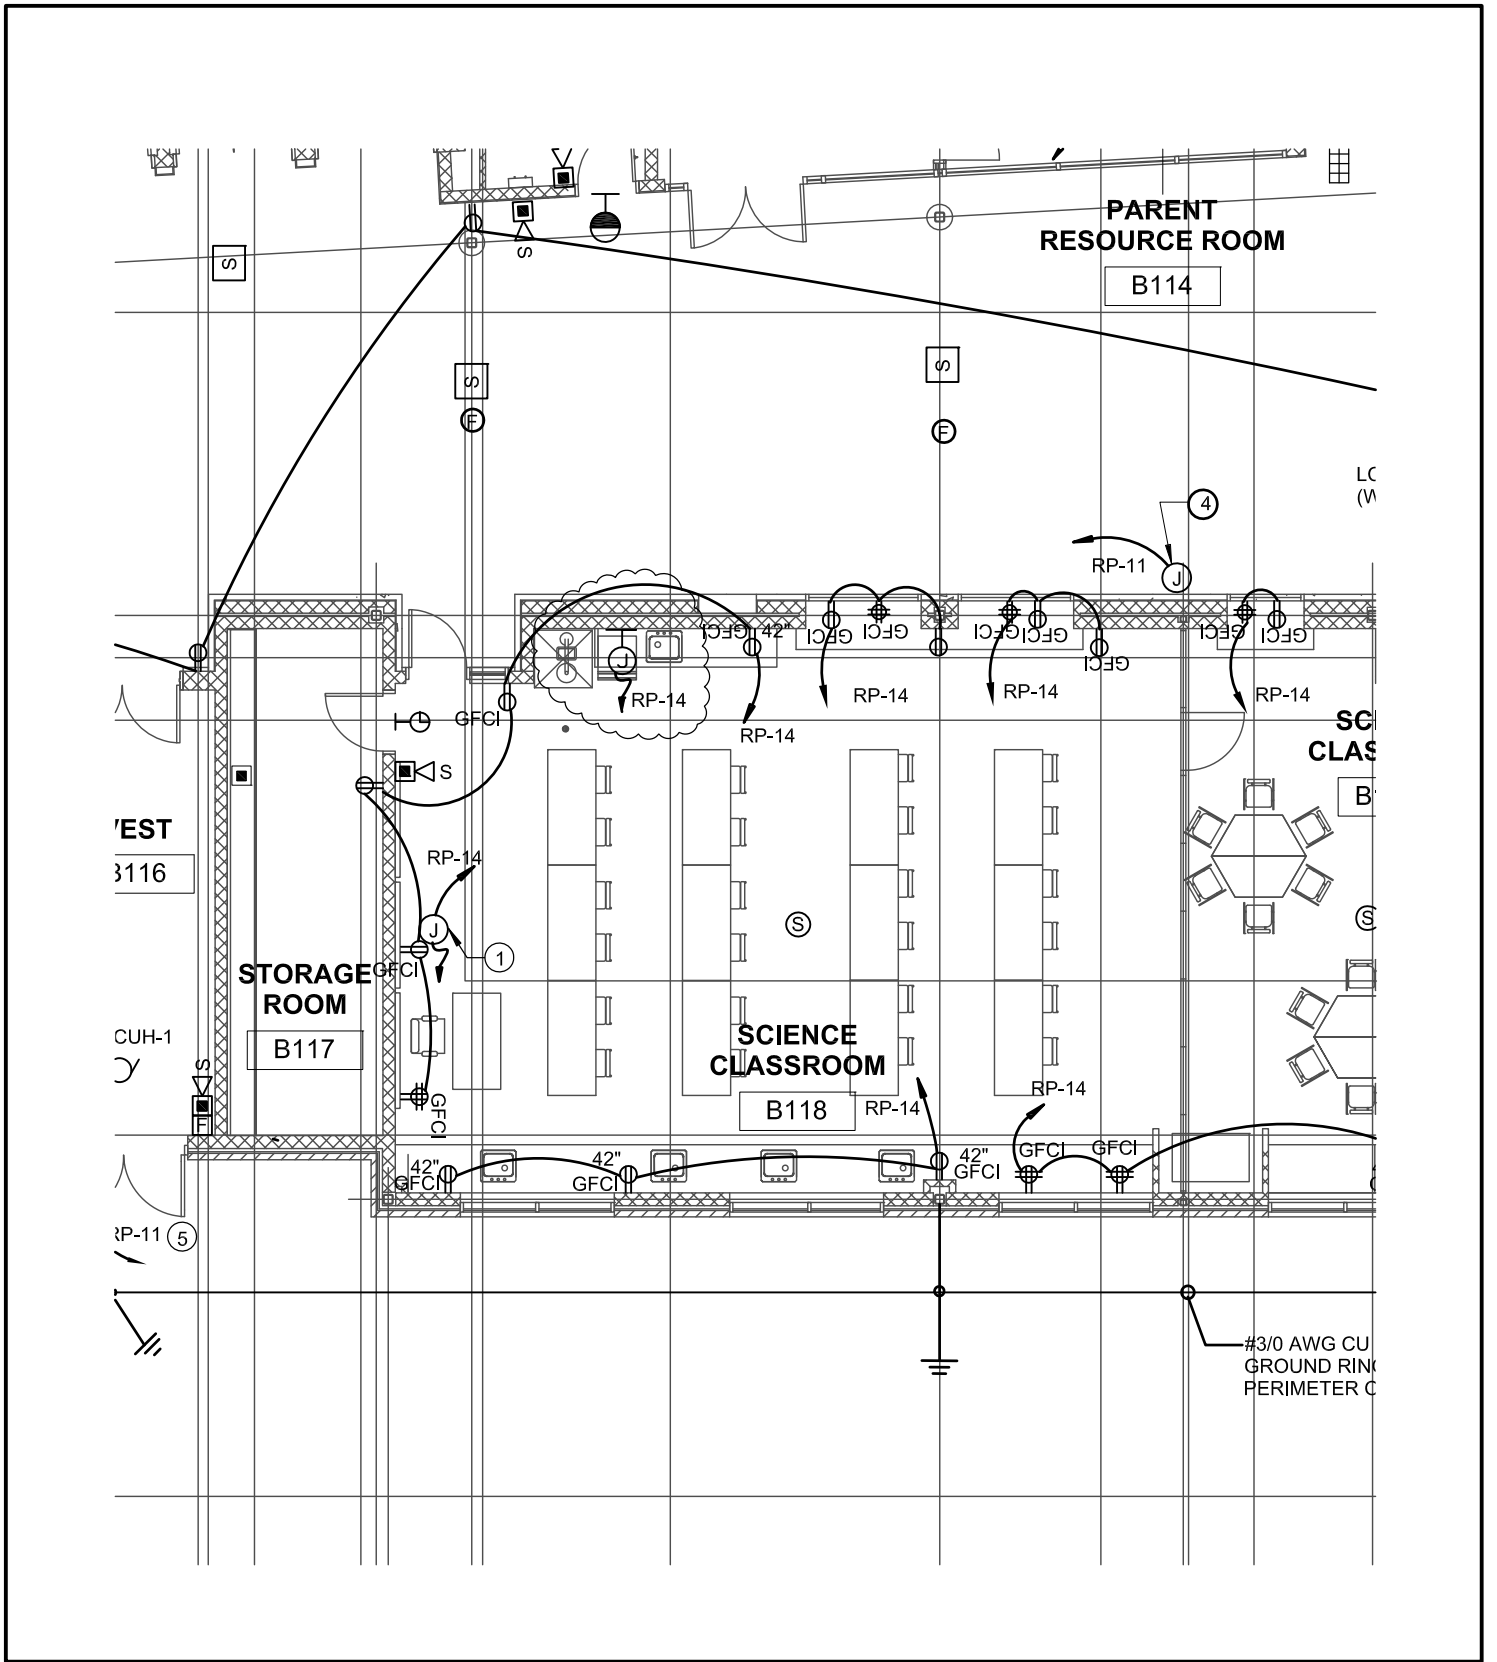 S
PARENT
RESOURCE ROOM
B114
S
S
S
F
F
4
RP-11
J
GFCI
42"
GFCI
GFCI
GFCI
GFCI
GFCI
GFCI
J
RP-14
RP-14
RP-14
RP-14
RP-14
GFCI
S
B116
RP-14
J
1
GFCI
S
S
STORAGE
ROOM
B117
CUH-1
S
F
GFCI
SCIENCE
CLASSROOM
B118
RP-14
RP-14
42"
GFCI
42"
GFCI
42"
GFCI
GFCI
GFCI
RP-11
5
#3/0 AWG CU
GROUND RING
PERIMETER